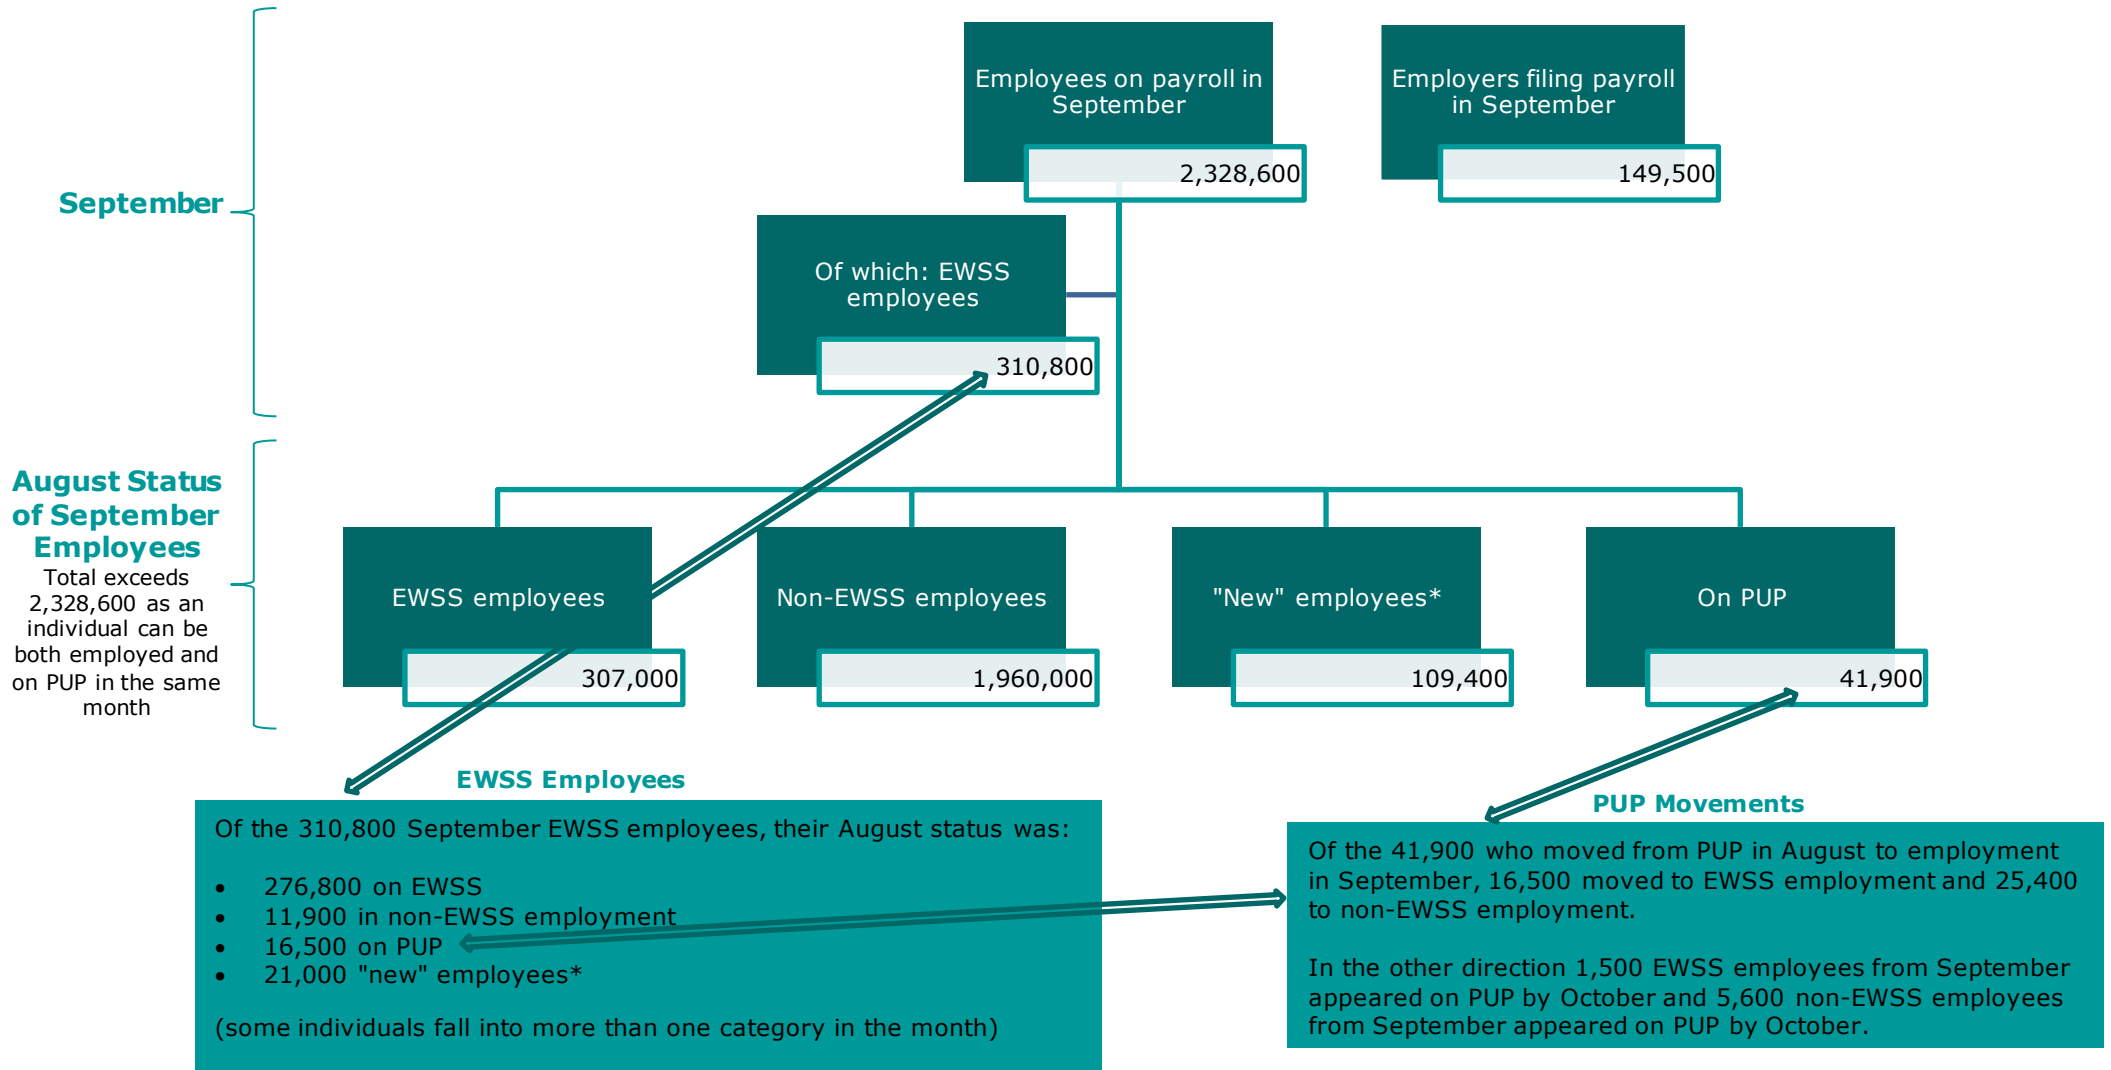 Employees on payroll in
September
2,328,600
Employers filing payroll
in September
149,500
September
Of which: EWSS
employees
310,800
August Status
of September
Employees
Total exceeds
2,328,600 as an
individual can be
both employed and
on PUP in the same
month
EWSS employees
307,000
Non-EWSS employees
1,960,000
"New" employees*
109,400
On PUP
41,900
EWSS Employees
Of the 310,800 September EWSS employees, their August status was:
• 276,800 on EWSS
• 11,900 in non-EWSS employment
• 16,500 on PUP
• 21,000 "new" employees*
(some individuals fall into more than one category in the month)
PUP Movements
Of the 41,900 who moved from PUP in August to employment
in September, 16,500 moved to EWSS employment and 25,400
to non-EWSS employment.
In the other direction 1,500 EWSS employees from September
appeared on PUP by October and 5,600 non-EWSS employees
from September appeared on PUP by October.